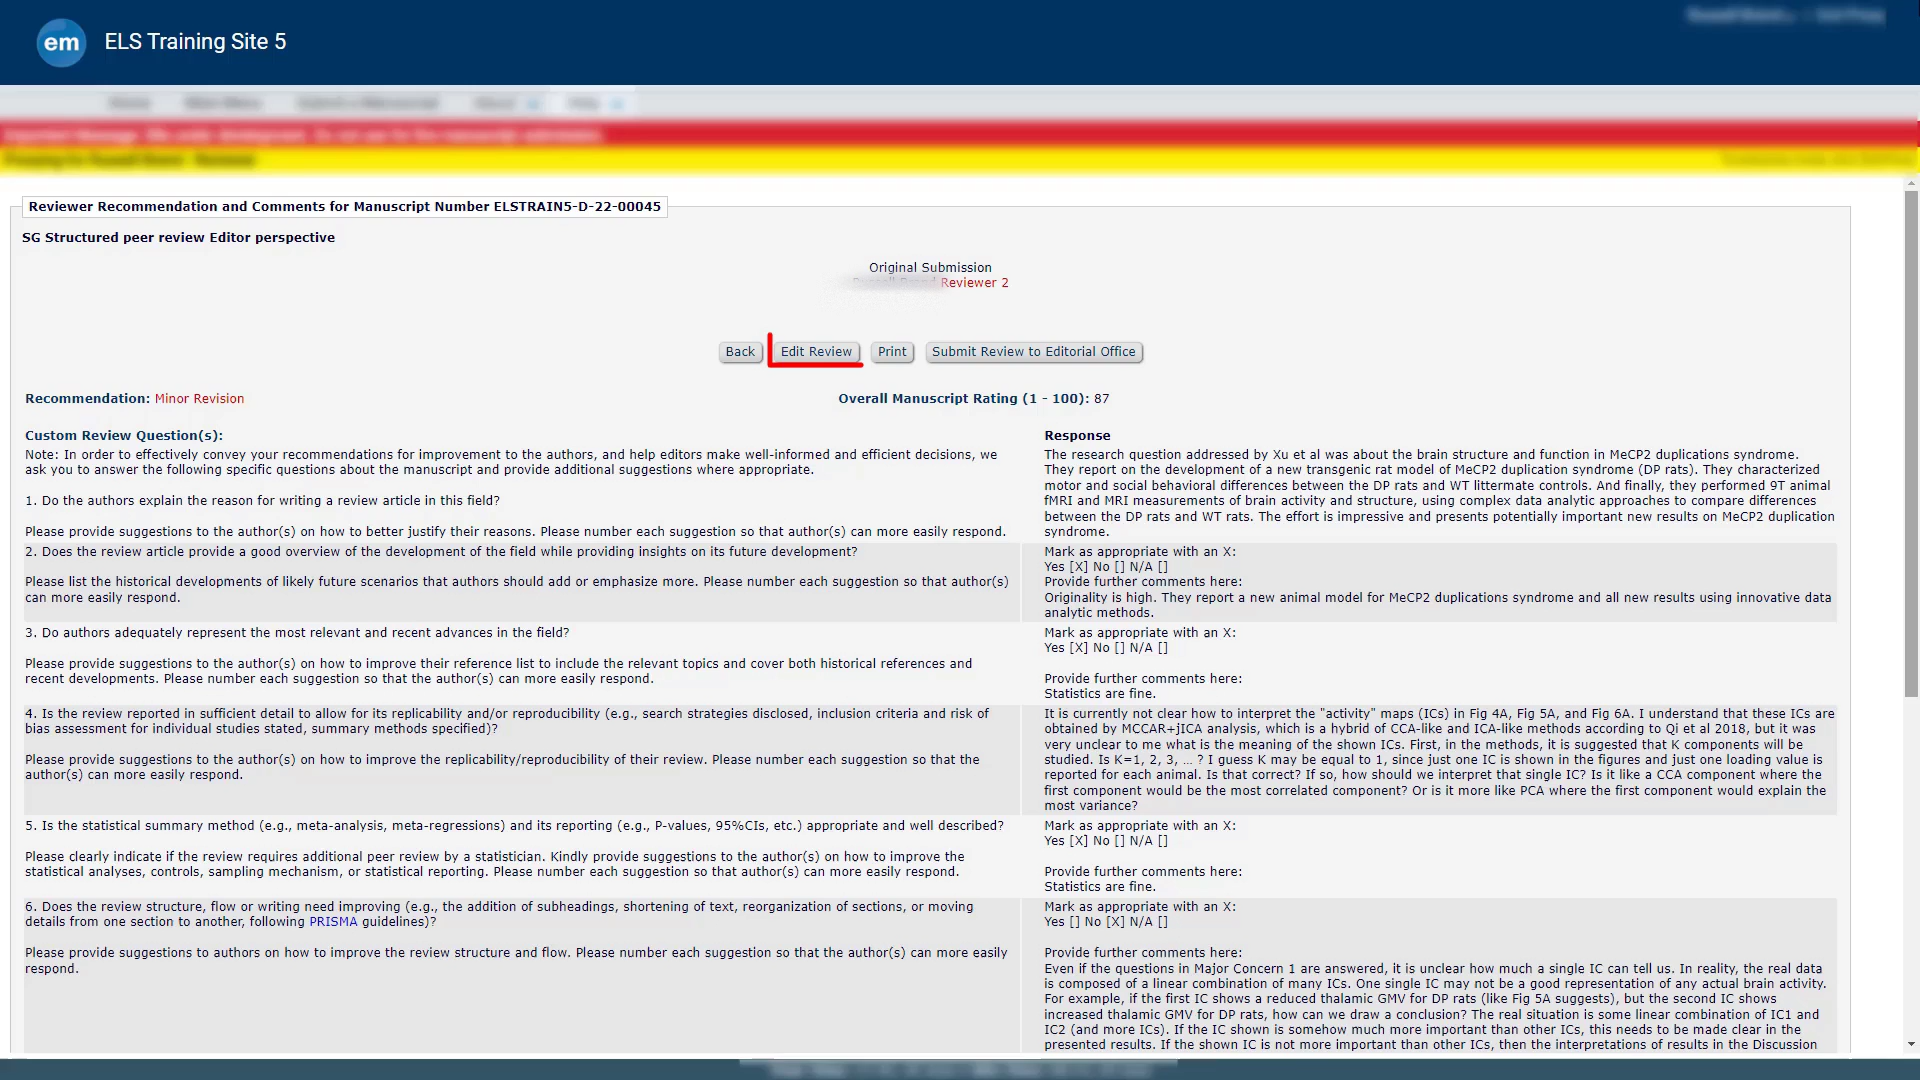 em ELS Training Site 5
Reviewer Recommendation and Comments for Manuscript Number ELSTRAIN5-D-22-00045
SG Structured peer review Editor perspective
Original Submission
Reviewer 2
Back Edit Review Print Submit Review to Editorial Office
Recommendation: Minor Revision
Overall Manuscript Rating (1 - 100): 87
Custom Review Question(s):
Response
Note: In order to effectively convey your recommendations for improvement to the authors, and help editors make well-informed and efficient decisions, we
ask you to answer the following specific questions about the manuscript and provide additional suggestions where appropriate.
1. Do the authors explain the reason for writing a review article in this field?
Please provide suggestions to the author(s) on how to better justify their reasons. Please number each suggestion so that author(s) can more easily respond.
The research question addressed by Xu et al was about the brain structure and function in MeCP2 duplications syndrome.
They report on the development of a new transgenic rat model of MeCP2 duplication syndrome (DP rats). They characterized
motor and social behavioral differences between the DP rats and WT littermate controls. And finally, they performed 9T animal
fMRI and MRI measurements of brain activity and structure, using complex data analytic approaches to compare differences
between the DP rats and WT rats. The effort is impressive and presents potentially important new results on MeCP2 duplication
syndrome.
2. Does the review article provide a good overview of the development of the field while providing insights on its future development?
Please list the historical developments of likely future scenarios that authors should add or emphasize more. Please number each suggestion so that author(s)
can more easily respond.
Mark as appropriate with an X:
Yes [X] No [] N/A []
Provide further comments here:
Originality is high. They report a new animal model for MeCP2 duplications syndrome and all new results using innovative data
analytic methods.
3. Do authors adequately represent the most relevant and recent advances in the field?
Please provide suggestions to the author(s) on how to improve their reference list to include the relevant topics and cover both historical references and
recent developments. Please number each suggestion so that the author(s) can more easily respond.
Mark as appropriate with an X:
Yes [X] No [] N/A []
Provide further comments here:
Statistics are fine.
4. Is the review reported in sufficient detail to allow for its replicability and/or reproducibility (e.g., search strategies disclosed, inclusion criteria and risk of
bias assessment for individual studies stated, summary methods specified)?
Please provide suggestions to the author(s) on how to improve the replicability/reproducibility of their review. Please number each suggestion so that the
author(s) can more easily respond.
It is currently not clear how to interpret the "activity" maps (ICs) in Fig 4A, Fig 5A, and Fig 6A. I understand that these ICs are
obtained by MCCAR+jICA analysis, which is a hybrid of CCA-like and ICA-like methods according to Qi et al 2018, but it was
very unclear to me what is the meaning of the shown ICs. First, in the methods, it is suggested that K components will be
studied. Is K=1, 2, 3, ... ? I guess K may be equal to 1, since just one IC is shown in the figures and just one loading value is
reported for each animal. Is that correct? If so, how should we interpret that single IC? Is it like a CCA component where the
first component would be the most correlated component? Or is it more like PCA where the first component would explain the
most variance?
5. Is the statistical summary method (e.g., meta-analysis, meta-regressions) and its reporting (e.g., P-values, 95%CIs, etc.) appropriate and well described?
Please clearly indicate if the review requires additional peer review by a statistician. Kindly provide suggestions to the author(s) on how to improve the
statistical analyses, controls, sampling mechanism, or statistical reporting. Please number each suggestion so that author(s) can more easily respond.
Mark as appropriate with an X:
Yes [X] No [] N/A []
Provide further comments here:
Statistics are fine.
6. Does the review structure, flow or writing need improving (e.g., the addition of subheadings, shortening of text, reorganization of sections, or moving
details from one section to another, following PRISMA guidelines)?
Please provide suggestions to authors on how to improve the review structure and flow. Please number each suggestion so that the author(s) can more easily
respond.
Mark as appropriate with an X:
Yes [] No [X] N/A []
Provide further comments here:
Even if the questions in Major Concern 1 are answered, it is unclear how much a single IC can tell us. In reality, the real data
is composed of a linear combination of many ICs. One single IC may not be a good representation of any actual brain activity.
For example, if the first IC shows a reduced thalamic GMV for DP rats (like Fig 5A suggests), but the second IC shows
increased thalamic GMV for DP rats, how can we draw a conclusion? The real situation is some linear combination of IC1 and
IC2 (and more ICs). If the IC shown is somehow much more important than other ICs, this needs to be made clear in the
presented results. If the shown IC is not more important than other ICs, then the interpretations of results in the Discussion